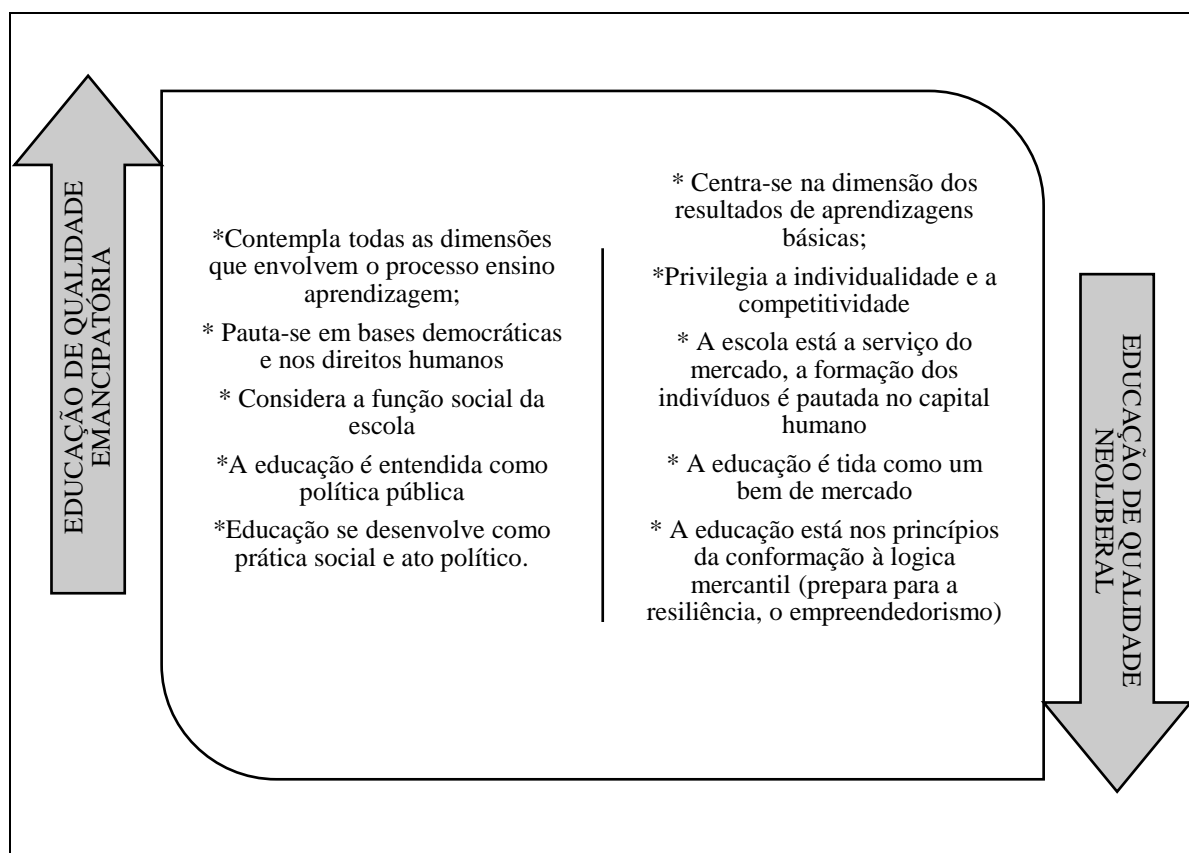 EDUCAÇÃO DE QUALIDADE
EMANCIPATÓRIA
*Contempla todas as dimensões
que envolvem o processo ensino
aprendizagem;
* Pauta-se em bases democráticas
e nos direitos humanos
* Considera a função social da
escola
*A educação é entendida como
política pública
*Educação se desenvolve como
prática social e ato político.
* Centra-se na dimensão dos
resultados de aprendizagens
básicas;
*Privilegia a individualidade e a
competitividade
* A escola está a serviço do
mercado, a formação dos
indivíduos é pautada no capital
humano
* A educação é tida como um
bem de mercado
* A educação está nos princípios
da conformação à logica
mercantil (prepara para a
resiliência, o empreendedorismo)
EDUCAÇÃO DE QUALIDADE
NEOLIBERAL